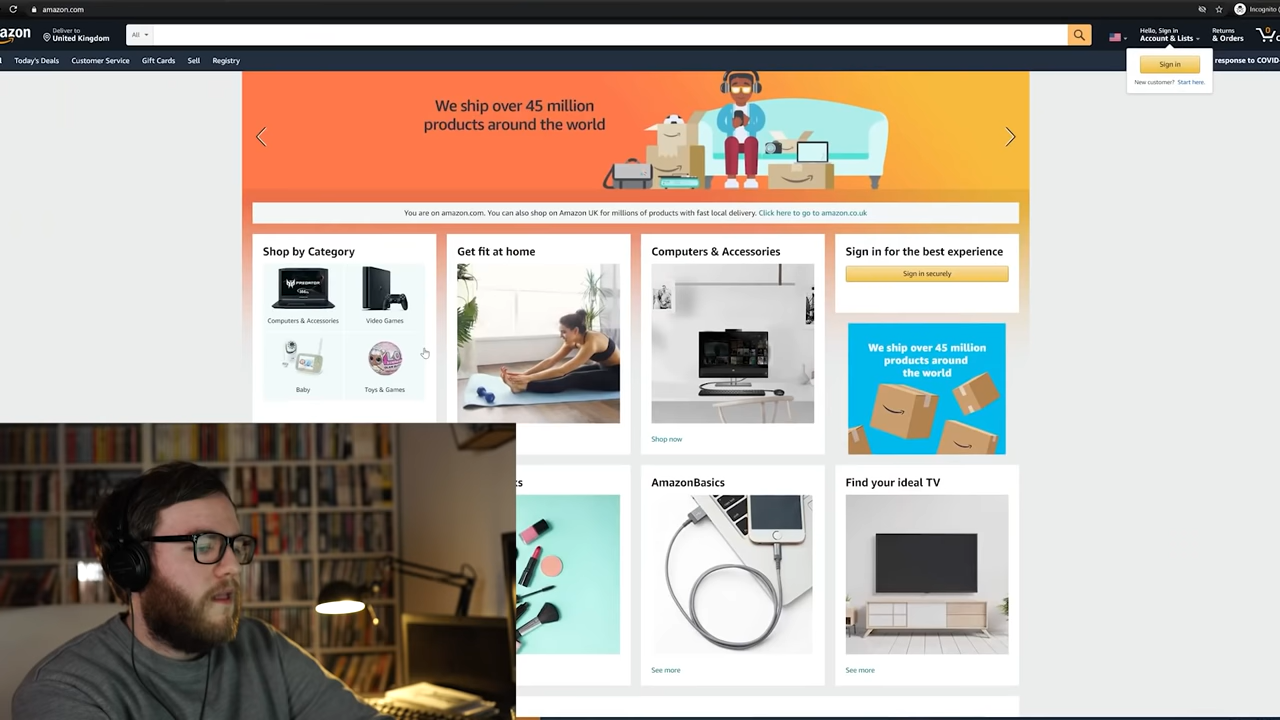 amazon.com
Incognito
azon
Deliver to
United Kingdom
All
Hello, Sign in
Account & Lists
Returns
& Orders
0
Today's Deals
Customer Service
Gift Cards
Sell
Registry
response to COVID-
Sign in
New customer? Start here.
We ship over 45 million
products around the world
You are on amazon.com. You can also shop on Amazon UK for millions of products with fast local delivery. Click here to go to amazon.co.uk
Shop by Category
PREDATOR
Computers & Accessories
Video Games
Baby
Toys & Games
Get fit at home
Computers & Accessories
Shop now
Sign in for the best experience
Sign in securely
We ship over 45 million
products around
the world
ks
AmazonBasics
See more
Find your ideal TV
See more